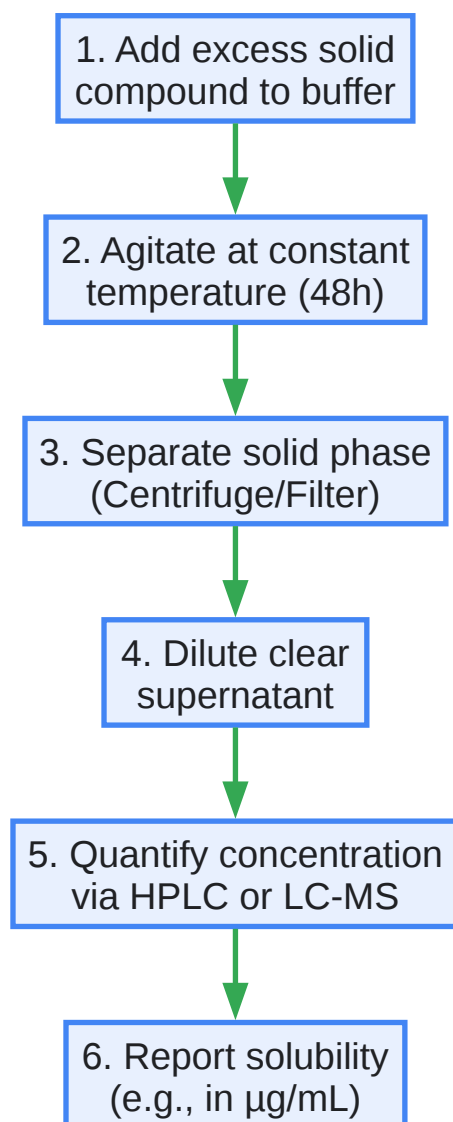 1. Add excess solid
compound to buffer
2. Agitate at constant
temperature (48h)
3. Separate solid phase
(Centrifuge/Filter)
4. Dilute clear
supernatant
5. Quantify concentration
via HPLC or LC-MS
6. Report solubility
(e.g., in µg/mL)